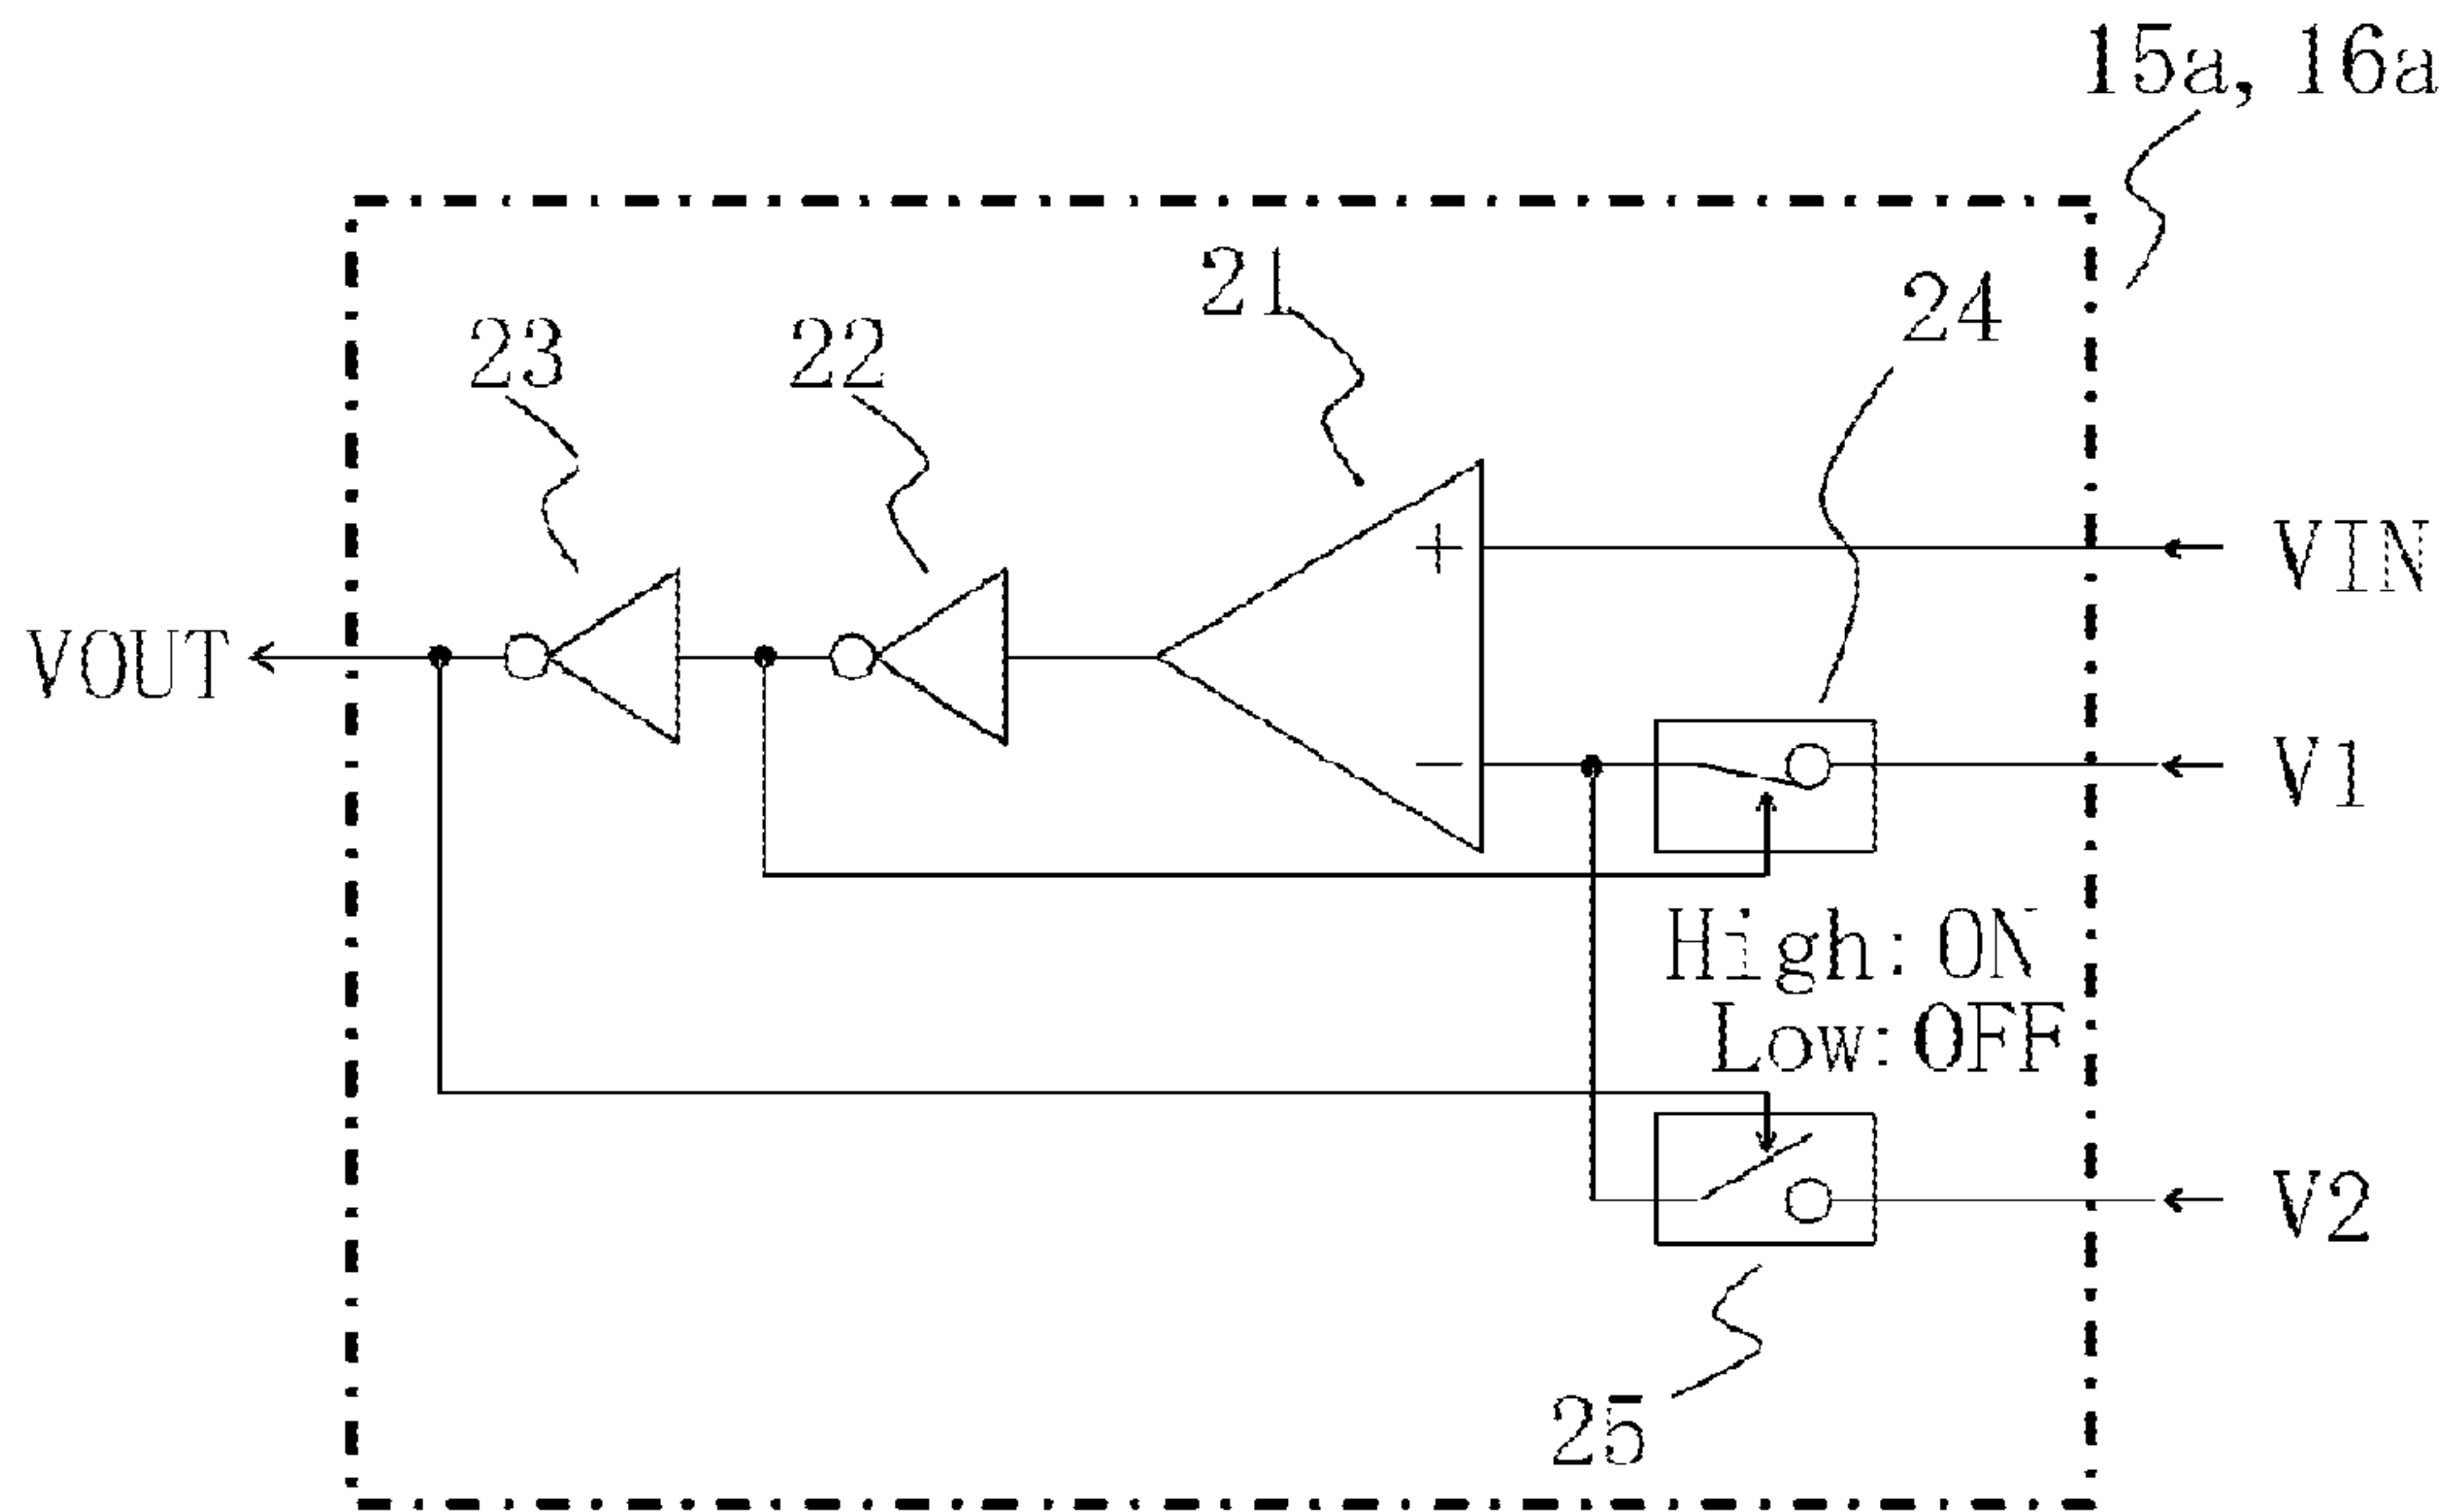 15a, 16a
21
24
23
22
+
VIN
VOUT
−
V1
High:ON
Low:OFF
V2
25